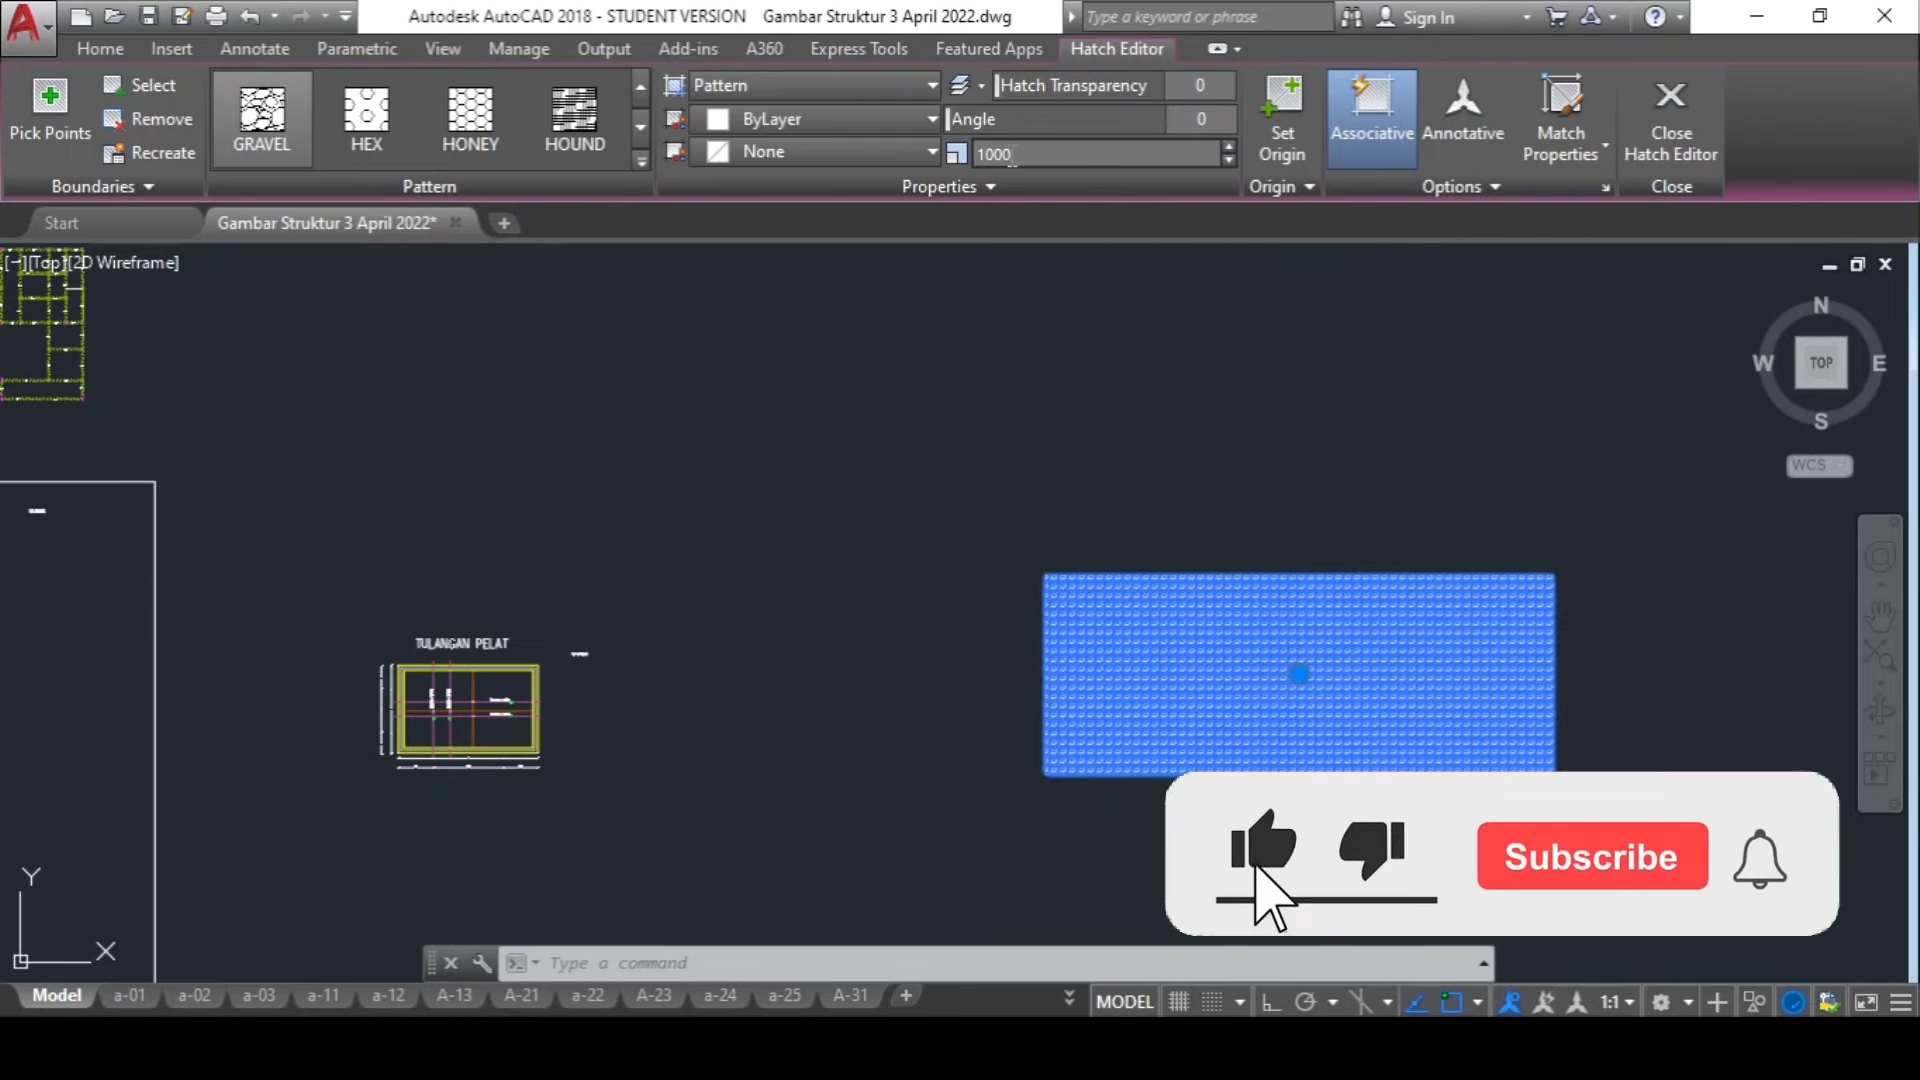 Autodesk AutoCAD 2018 - STUDENT VERSION Gambar Struktur 3 April 2022.dwg Type a keyword or phrase Sign In
Home Insert Annotate Parametric View Manage Output Add-ins A360 Express Tools Featured Apps Hatch Editor
Pick Points
Select
Remove
Recreate
GRAVEL HEX HONEY HOUND
Pattern
ByLayer
None
Hatch Transparency 0
Angle 0
1000
Set
Origin
Associative
Annotative
Match
Properties
Close
Hatch Editor
Boundaries Pattern Properties Origin Options Close
Start Gambar Struktur 3 April 2022*
[−][Top][2D Wireframe]
N
W TOP E
S
WCS
TULANGAN PELAT
Subscribe
Y
X
Type a command
Model a-01 a-02 a-03 a-11 a-12 A-13 A-21 a-22 A-23 a-24 a-25 A-31 MODEL 1:1